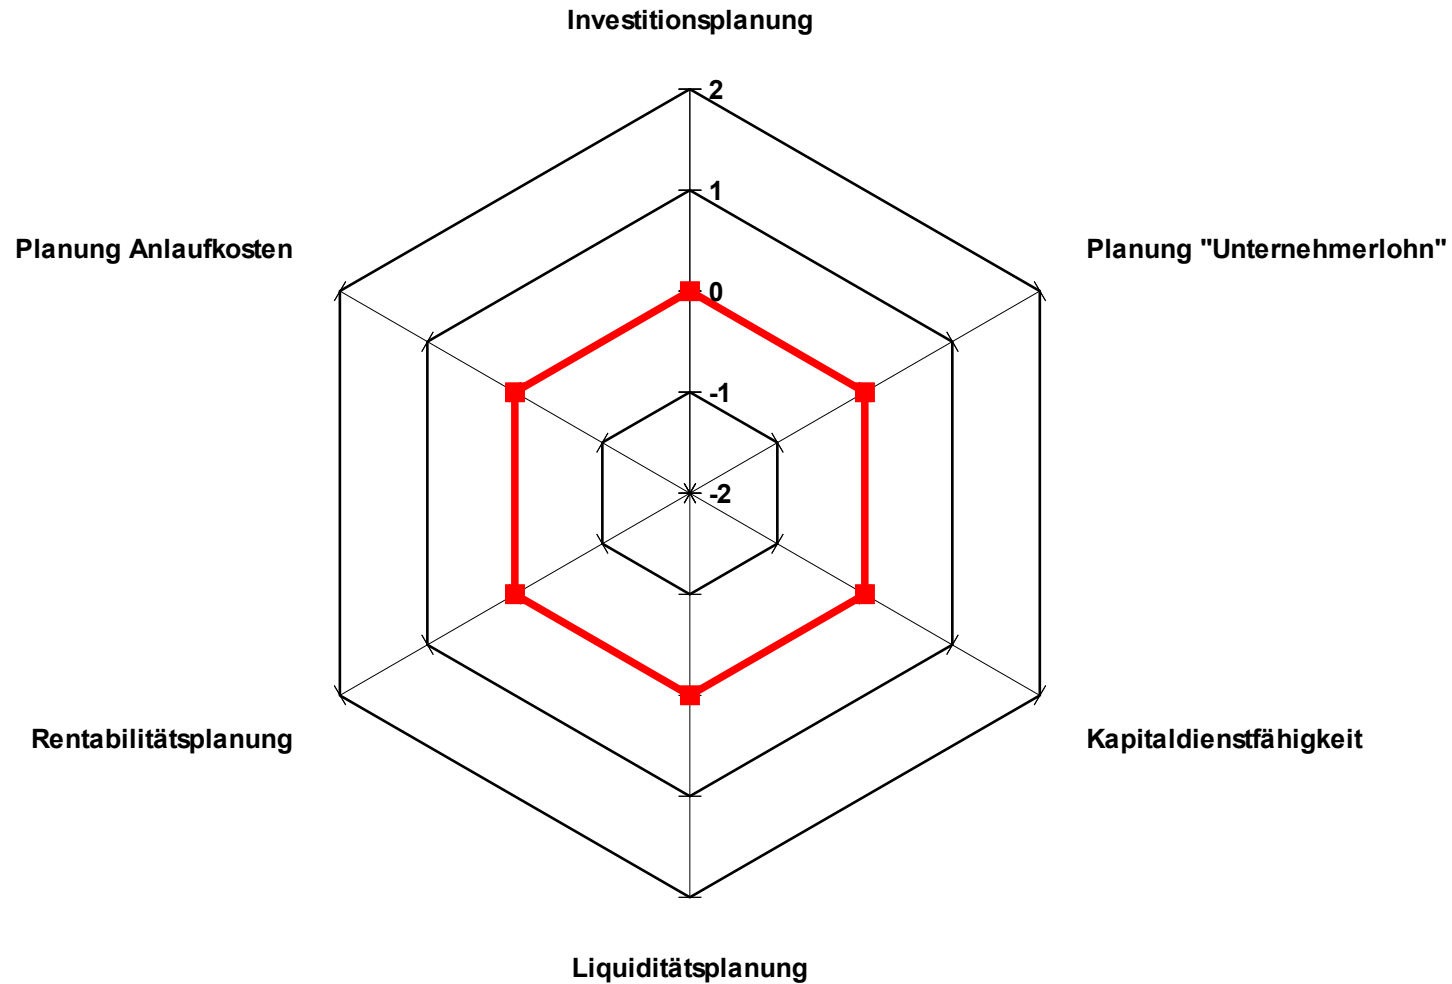 Investitionsplanung
2
1
Planung Anlaufkosten
Planung "Unternehmerlohn"
0
-1
-2
Rentabilitätsplanung
Kapitaldienstfähigkeit
Liquiditätsplanung